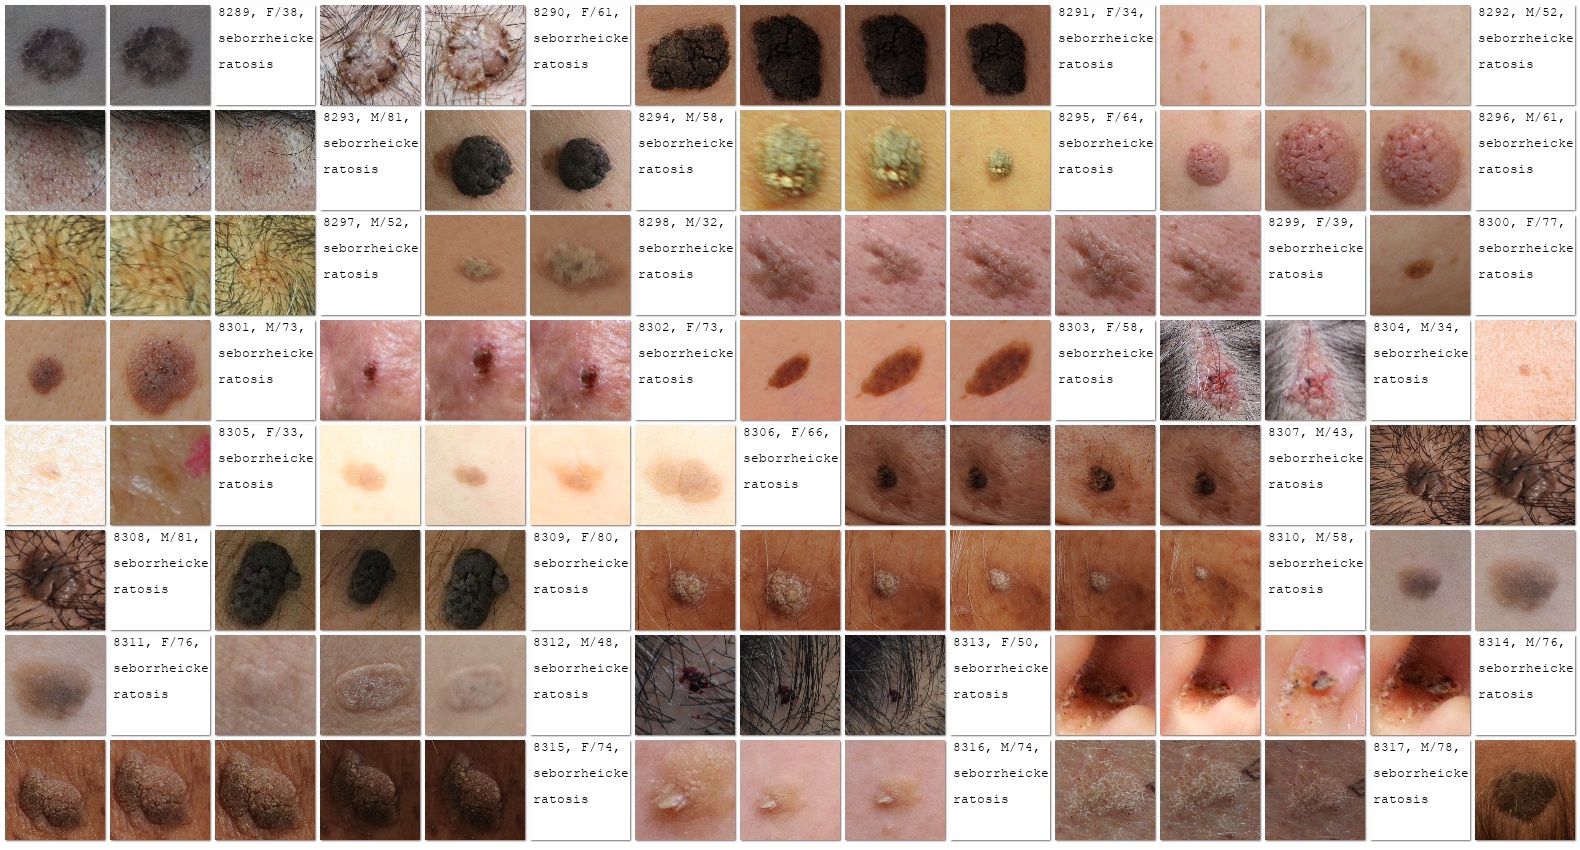 8289, F/38,
seborrheicke
ratosis
8290, F/61,
seborrheicke
ratosis
8291, F/34,
seborrheicke
ratosis
8292, M/52,
seborrheicke
ratosis
8293, M/81,
seborrheicke
ratosis
8294, M/58,
seborrheicke
ratosis
8295, F/64,
seborrheicke
ratosis
8296, M/61,
seborrheicke
ratosis
8297, M/52,
seborrheicke
ratosis
8298, M/32,
seborrheicke
ratosis
8299, F/39,
seborrheicke
ratosis
8300, F/77,
seborrheicke
ratosis
8301, M/73,
seborrheicke
ratosis
8302, F/73,
seborrheicke
ratosis
8303, F/58,
seborrheicke
ratosis
8304, M/34,
seborrheicke
ratosis
8305, F/33,
seborrheicke
ratosis
8306, F/66,
seborrheicke
ratosis
8307, M/43,
seborrheicke
ratosis
8308, M/81,
seborrheicke
ratosis
8309, F/80,
seborrheicke
ratosis
8310, M/58,
seborrheicke
ratosis
8311, F/76,
seborrheicke
ratosis
8312, M/48,
seborrheicke
ratosis
8313, F/50,
seborrheicke
ratosis
8314, M/76,
seborrheicke
ratosis
8315, F/74,
seborrheicke
ratosis
8316, M/74,
seborrheicke
ratosis
8317, M/78,
seborrheicke
ratosis